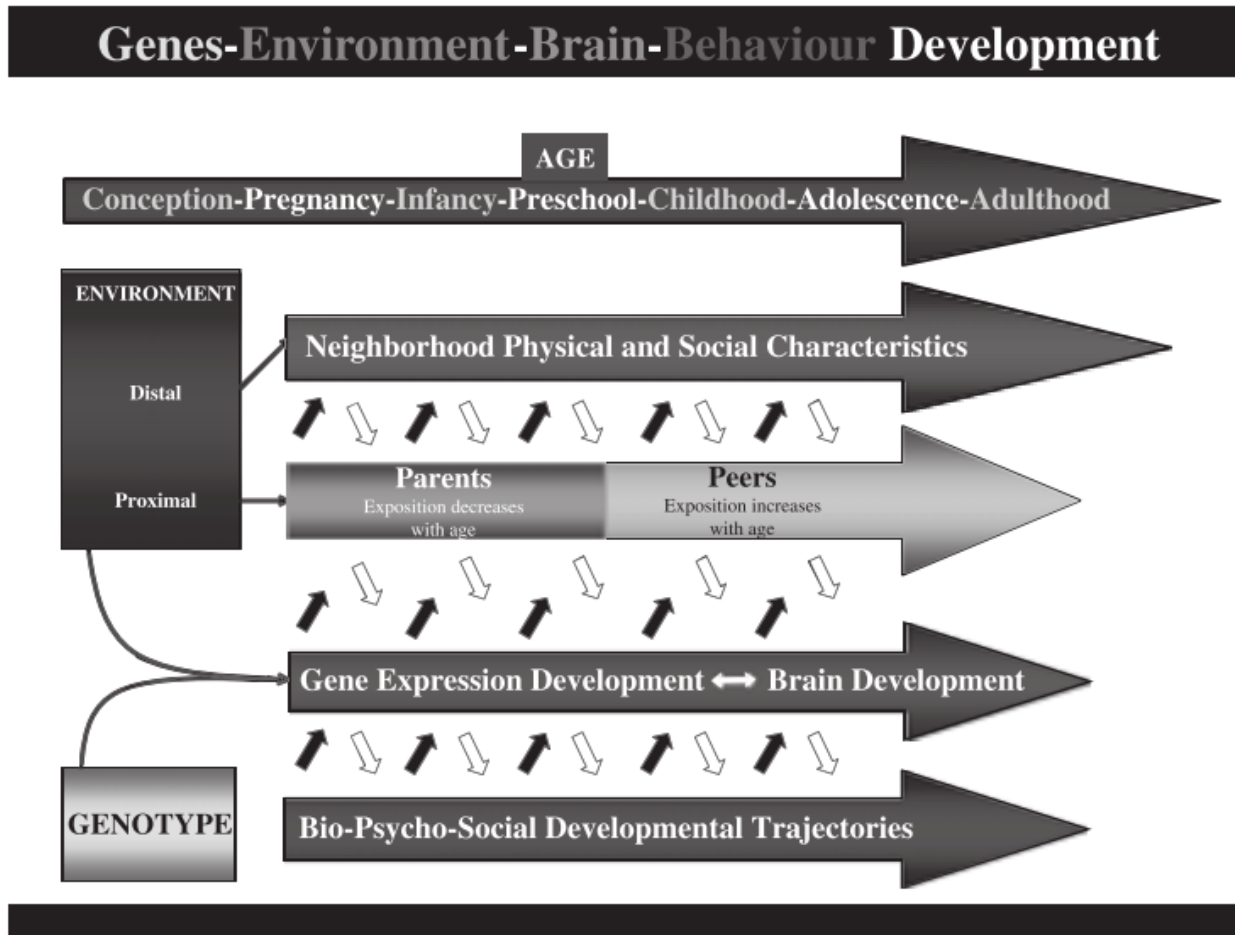 Genes-Environment-Brain-Behaviour Development
AGE
Conception-Pregnancy-Infancy-Preschool-Childhood-Adolescence-Adulthood
ENVIRONMENT
Neighborhood Physical and Social Characteristics
Distal
Proximal
Parents
Exposition decreases
with age
Peers
Exposition increases
with age
Gene Expression Development
Brain Development
GENOTYPE
Bio-Psycho-Social Developmental Trajectories